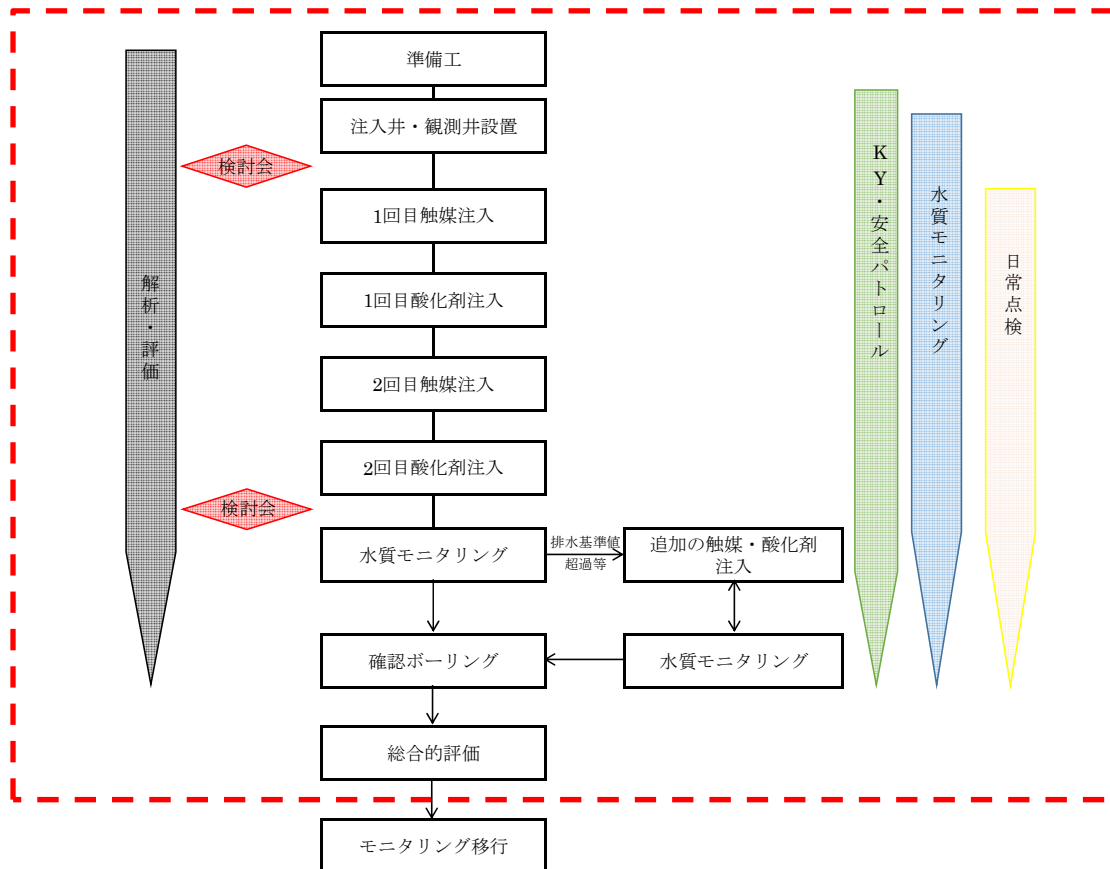 準備工
注入井・観測井設置
検討会
1回目触媒注入
1回目酸化剤注入
2回目触媒注入
2回目酸化剤注入
検討会
水質モニタリング
排水基準値
超過等
追加の触媒・酸化剤
注入
確認ボーリング
水質モニタリング
総合的評価
モニタリング移行
解析・評価
KY・安全パトロール
水質モニタリング
日常点検